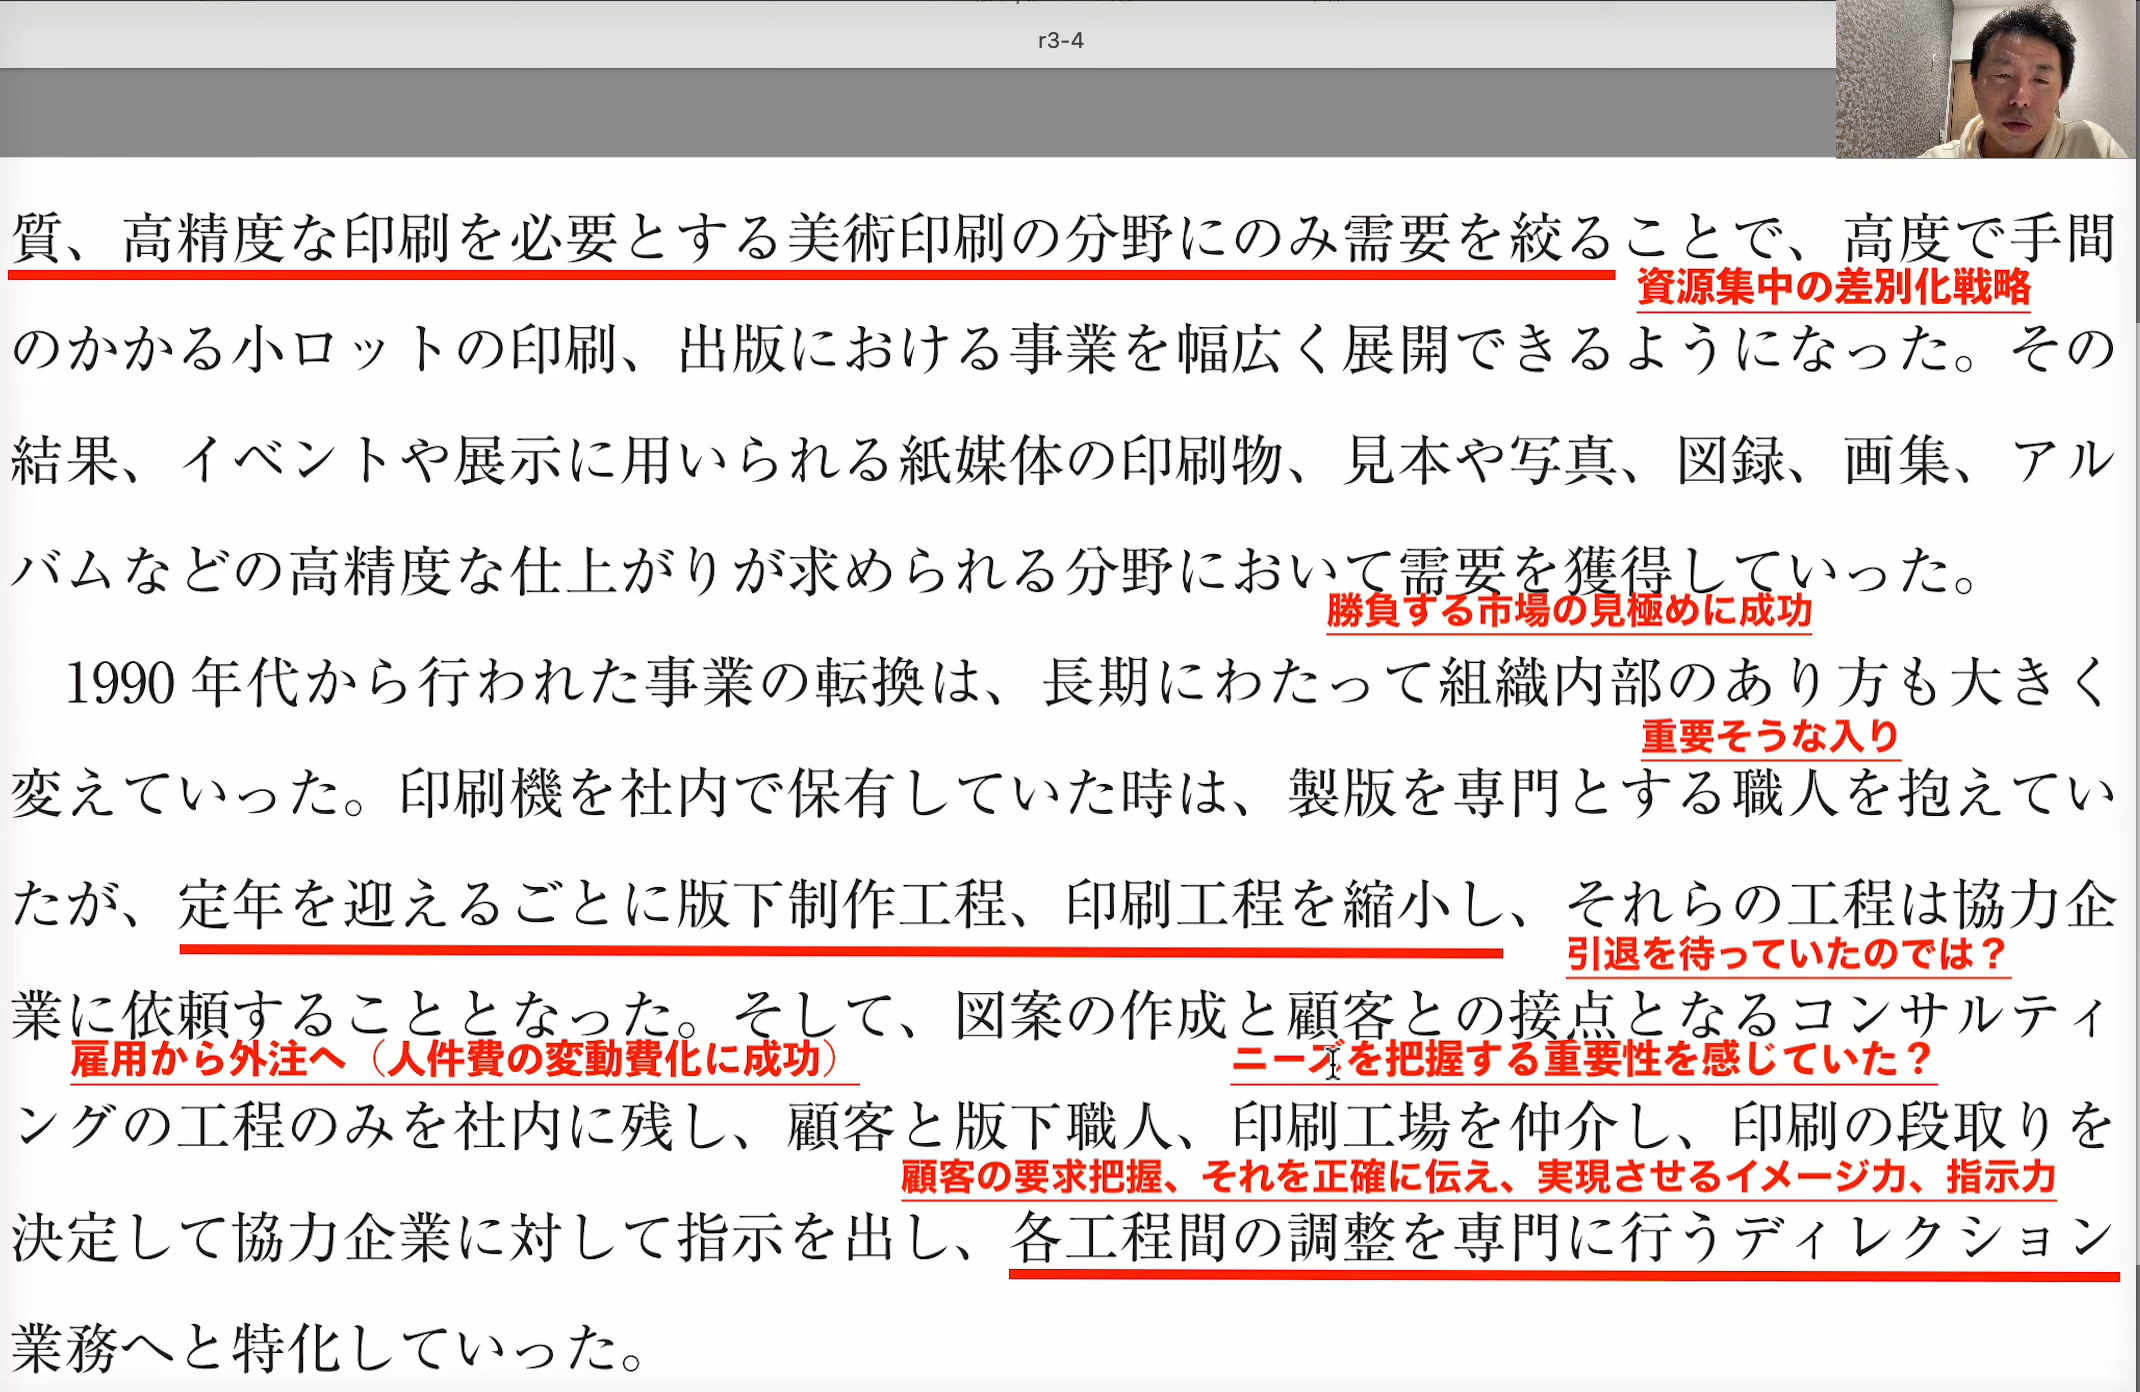 r3-4
質、高精度な印刷を必要とする美術印刷の分野にのみ需要を絞ることで、高度で手間
資源集中の差別化戦略
のかかる小ロットの印刷、出版における事業を幅広く展開できるようになった。その
結果、イベントや展示に用いられる紙媒体の印刷物、見本や写真、図録、画集、アル
バムなどの高精度な仕上がりが求められる分野において需要を獲得していった。
勝負する市場の見極めに成功
1990年代から行われた事業の転換は、長期にわたって組織内部のあり方も大きく
重要そうな入り
変えていった。印刷機を社内で保有していた時は、製版を専門とする職人を抱えてい
たが、定年を迎えるごとに版下制作工程、印刷工程を縮小し、それらの工程は協力企
引退を待っていたのでは？
業に依頼することとなった。そして、図案の作成と顧客との接点となるコンサルティ
雇用から外注へ（人件費の変動費化に成功） ニーズを把握する重要性を感じていた？
ングの工程のみを社内に残し、顧客と版下職人、印刷工場を仲介し、印刷の段取りを
顧客の要求把握、それを正確に伝え、実現させるイメージ力、指示力
決定して協力企業に対して指示を出し、各工程間の調整を専門に行うディレクション
業務へと特化していった。